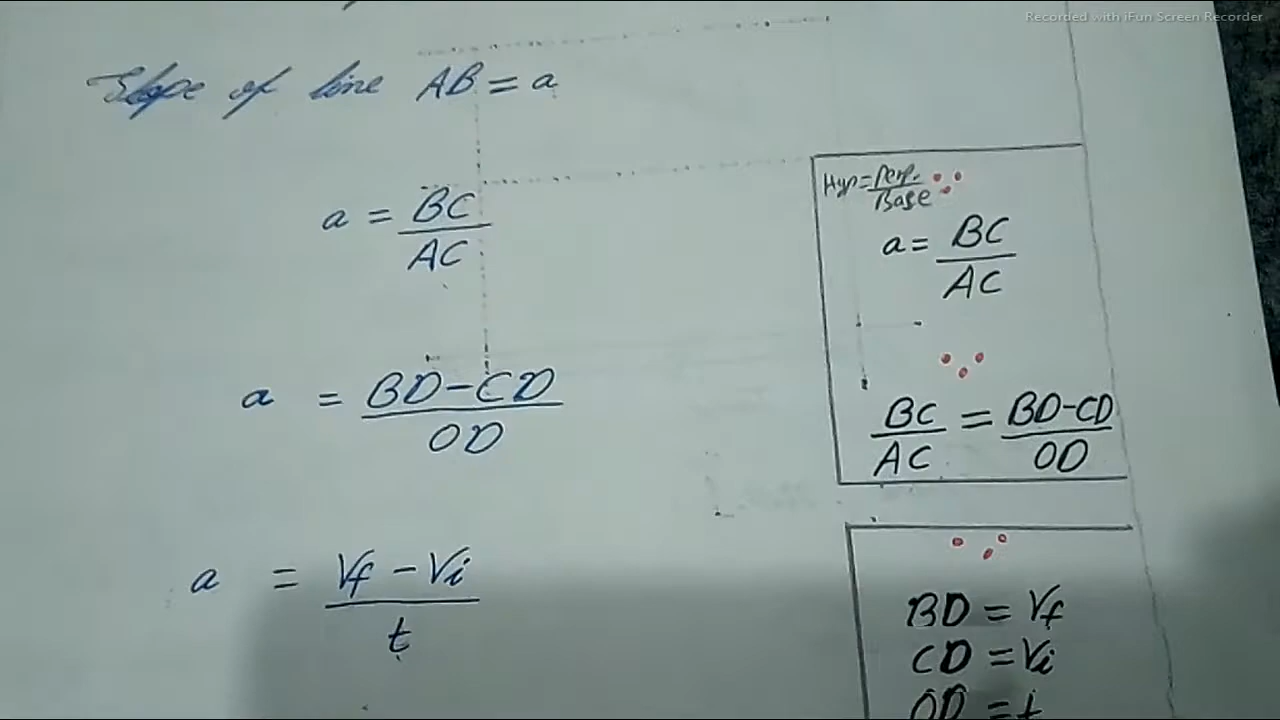 Recorded with iFun Screen Recorder
Slope of line AB = a
a = BC/AC
a = BD-CD/OD
a = Vf - Vi/t
Hyp = Perp./Base ∵
a = BC/AC
∵
BC/AC = BD-CD/OD
∵
BD = Vf
CD = Vi
OD = t